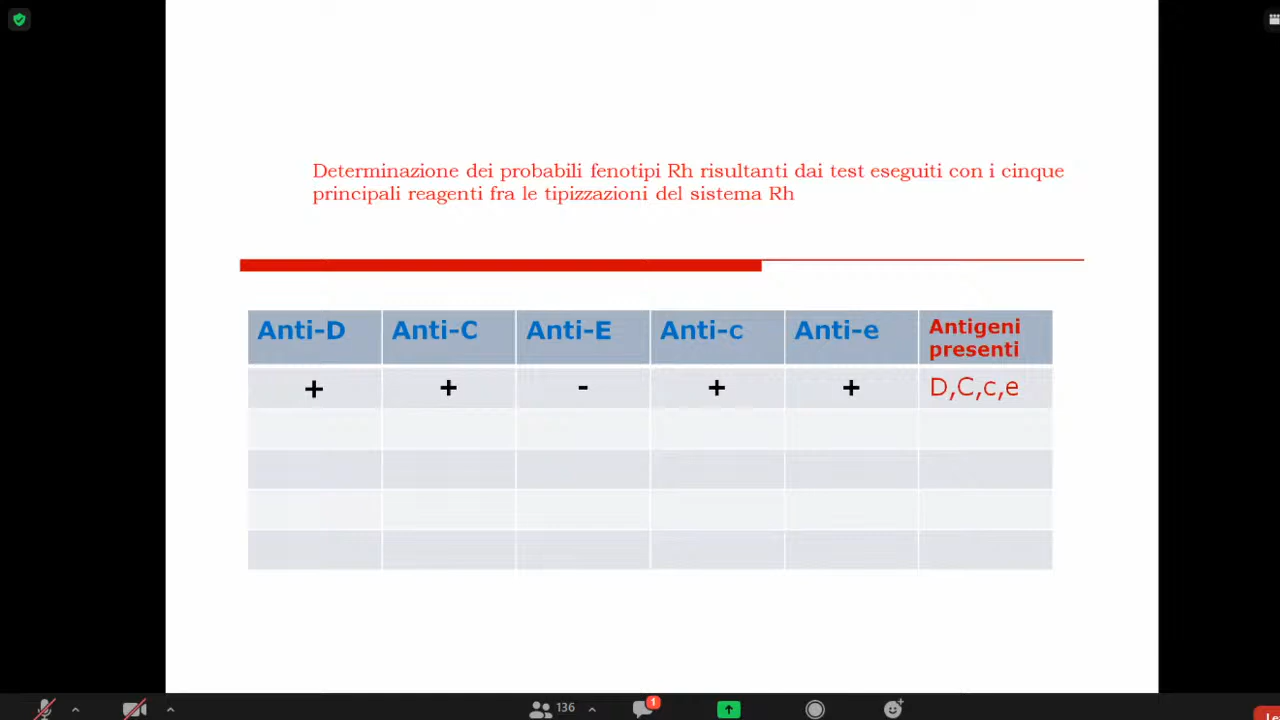 Determinazione dei probabili fenotipi Rh risultanti dai test eseguiti con i cinque
principali reagenti fra le tipizzazioni del sistema Rh
Anti-D Anti-C Anti-E Anti-c Anti-e Antigeni
presenti
+ + - + + D,C,c,e
136 1